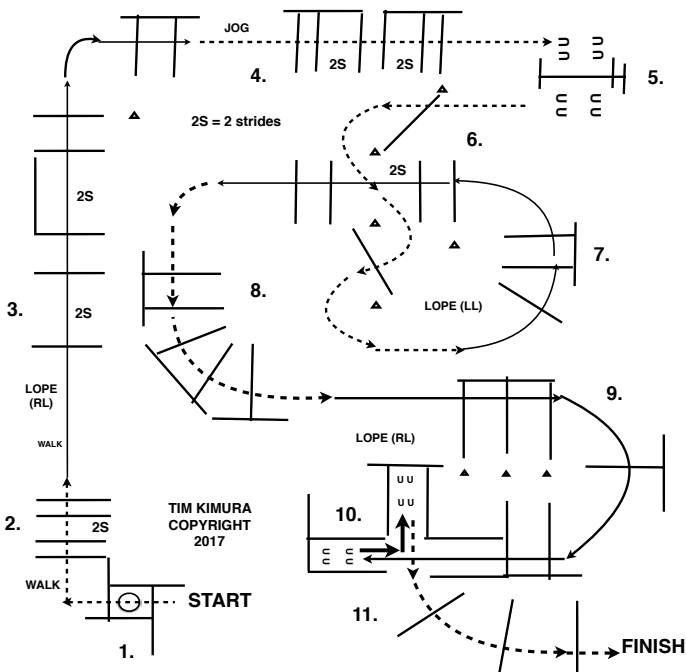 JOG
4.
2S
2S
5.
2S = 2 strides
6.
2S
2S
7.
8.
3.
2S
LOPE (LL)
LOPE
(RL)
9.
LOPE (RL)
WALK
10.
TIM KIMURA
COPYRIGHT
2017
2.
2S
WALK
START
11.
1.
FINISH